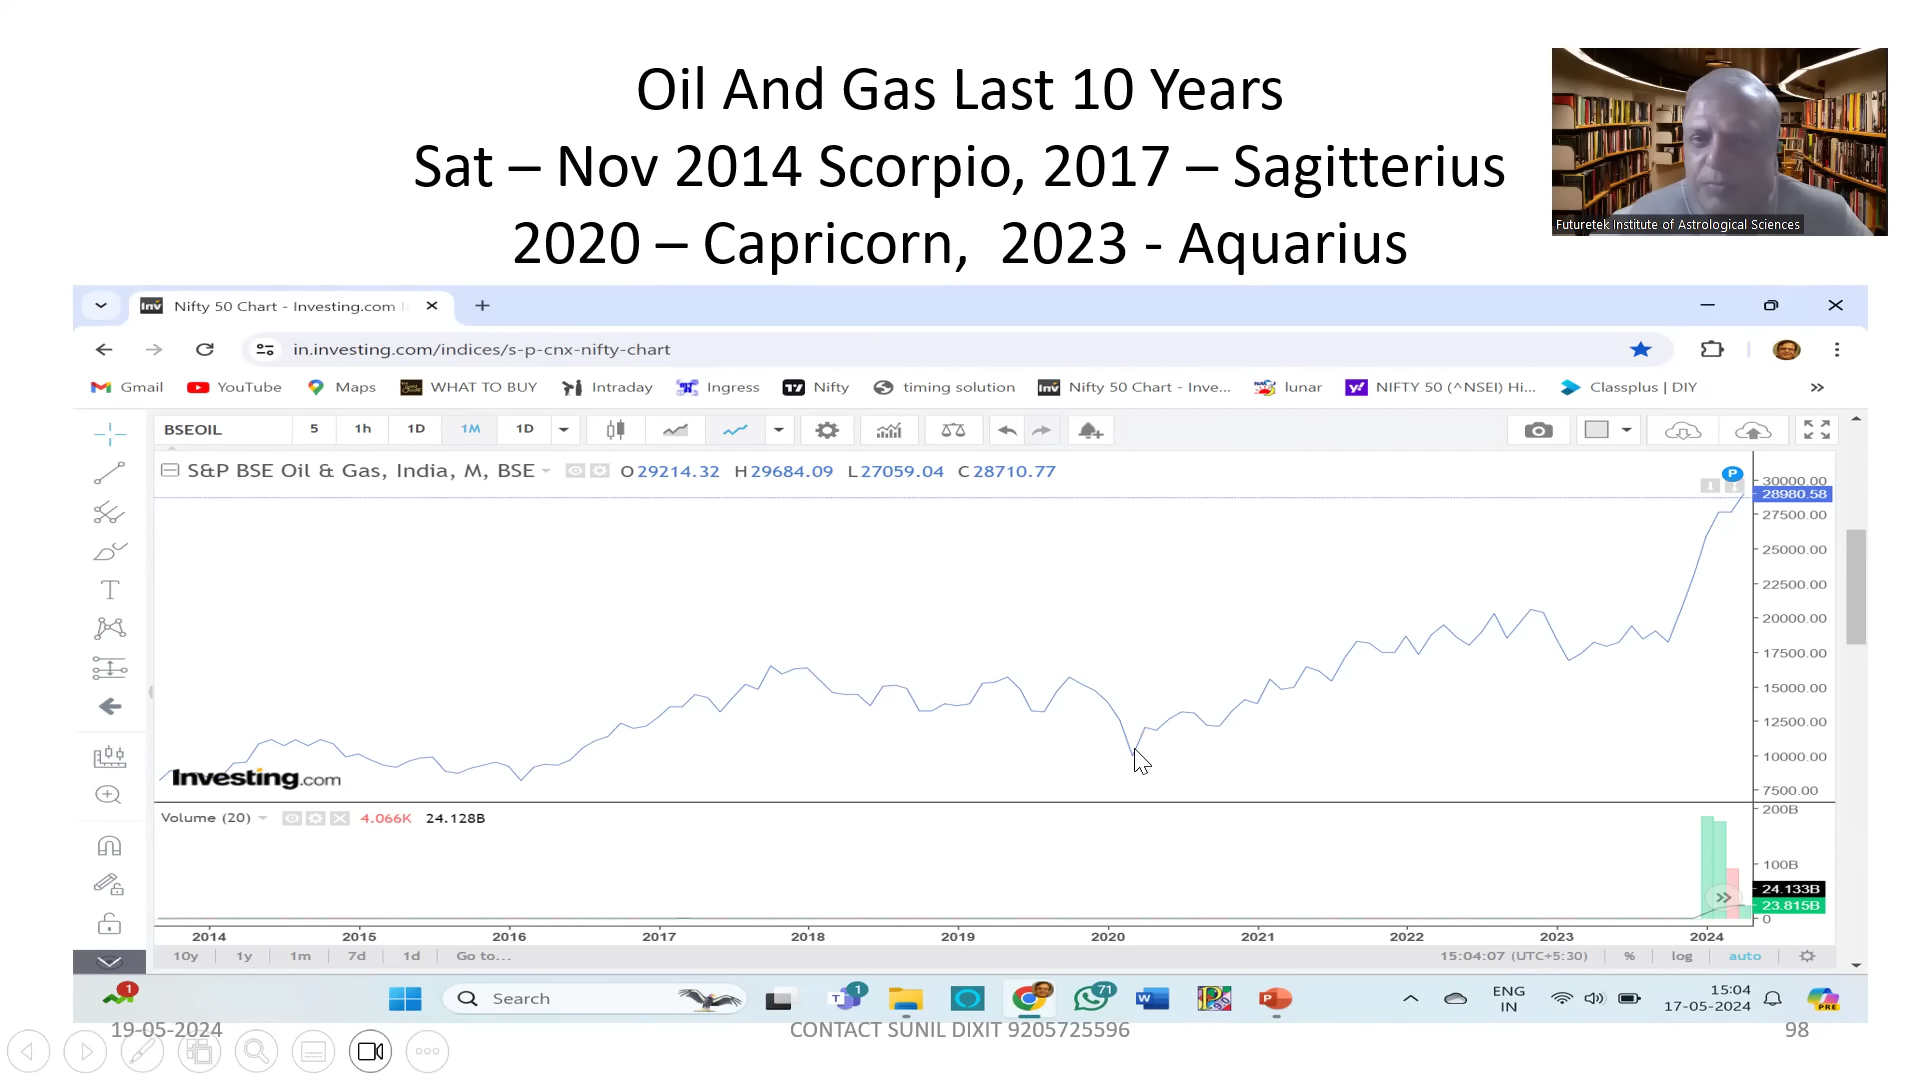 Oil And Gas Last 10 Years
Sat – Nov 2014 Scorpio, 2017 – Sagitterius
2020 – Capricorn, 2023 - Aquarius
Futuretek Institute of Astrological Sciences
Inv Nifty 50 Chart - Investing.com
in.investing.com/indices/s-p-cnx-nifty-chart
Gmail YouTube Maps WHAT TO BUY Intraday Ingress Nifty timing solution Inv Nifty 50 Chart - Inve... lunar NIFTY 50 (^NSEI) Hi... Classplus | DIY »
BSEOIL 5 1h 1D 1M 1D
S&P BSE Oil & Gas, India, M, BSE O29214.32 H29684.09 L27059.04 C28710.77
P
30000.00
28980.58
27500.00
25000.00
22500.00
20000.00
17500.00
15000.00
12500.00
10000.00
7500.00
Investing.com
Volume (20) 4.066K 24.128B
200B
100B
24.133B
23.815B
0
2014 2015 2016 2017 2018 2019 2020 2021 2022 2023 2024
10y 1y 1m 7d 1d Go to... 15:04:07 (UTC+5:30) % log auto
1 Search 1 71 ENG IN 15:04 17-05-2024 PRE
19-05-2024 CONTACT SUNIL DIXIT 9205725596 98